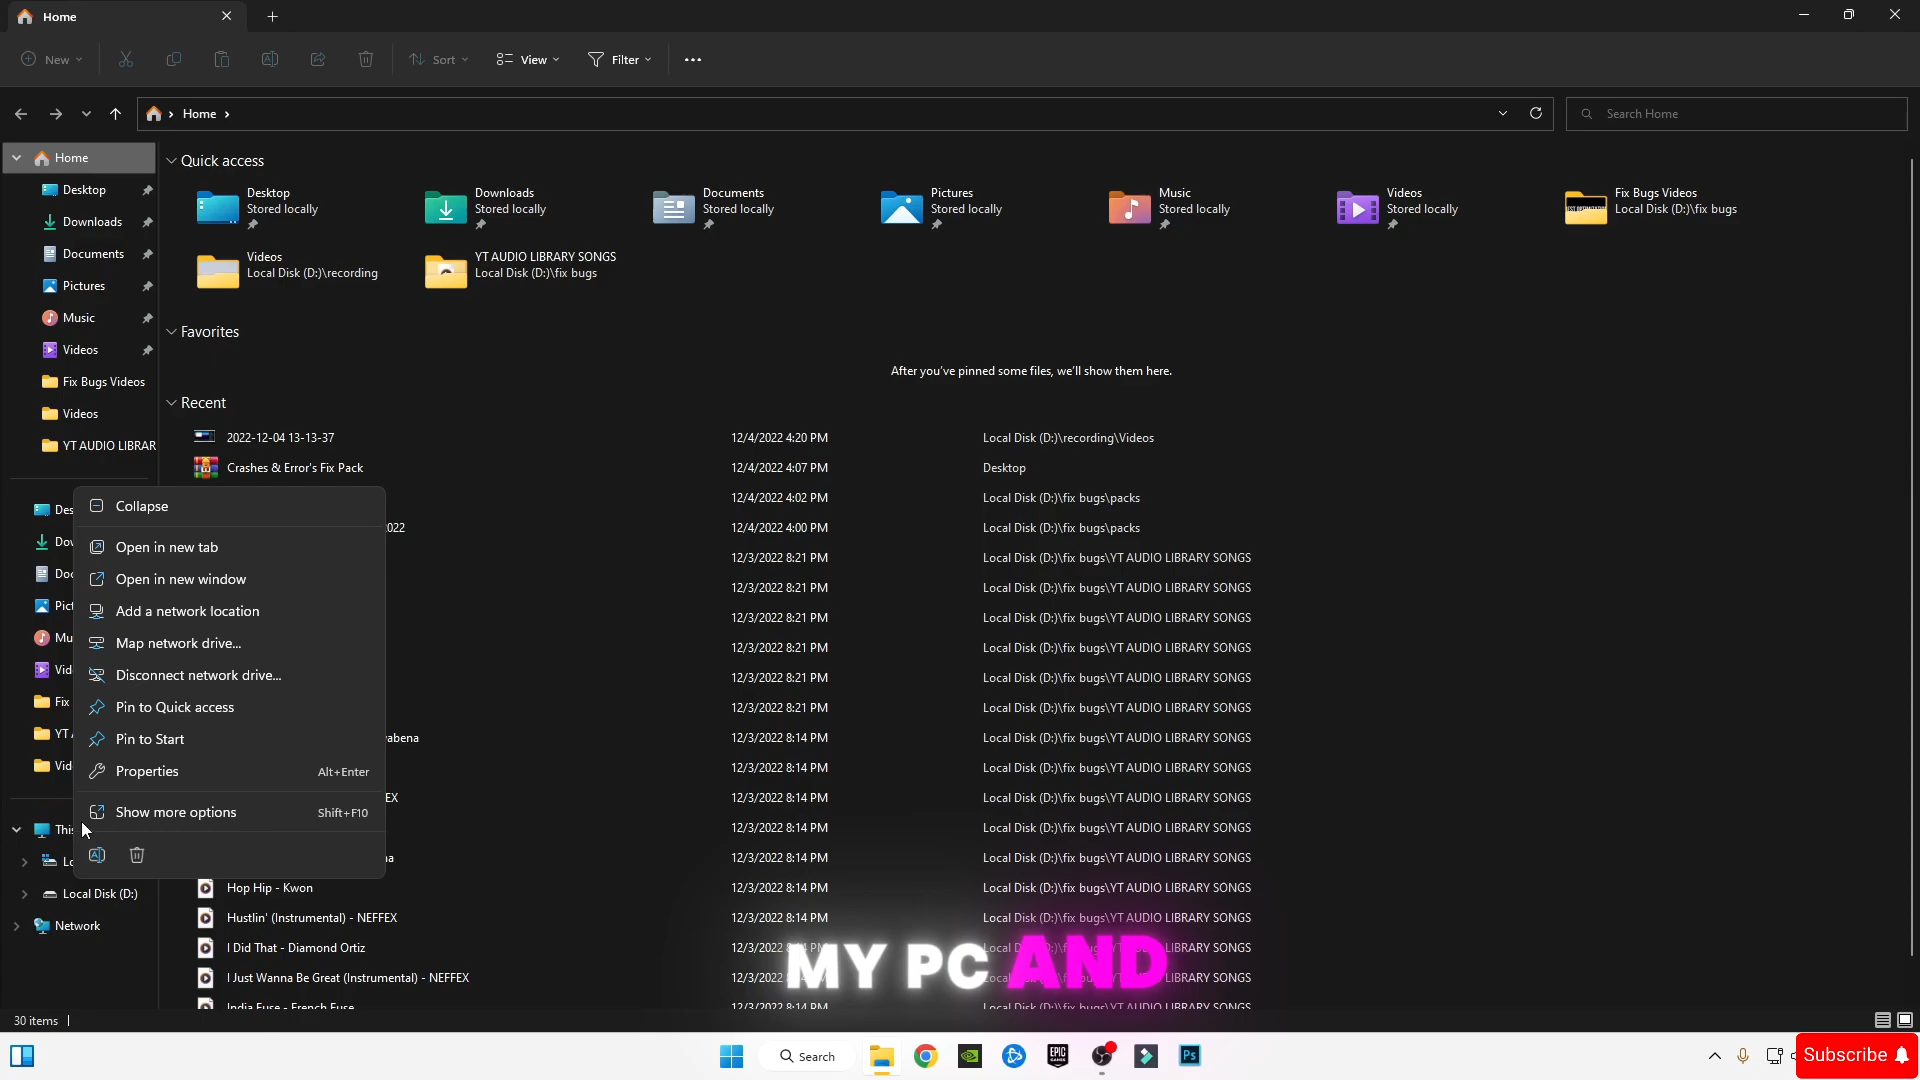 Home
New
Sort
View
Filter
Home
Search Home
Home
Desktop
Downloads
Documents
Pictures
Music
Videos
Fix Bugs Videos
Videos
YT AUDIO LIBRAR
Quick access
Desktop
Stored locally
Downloads
Stored locally
Documents
Stored locally
Pictures
Stored locally
Music
Stored locally
Videos
Stored locally
Fix Bugs Videos
Local Disk (D:)\fix bugs
Videos
Local Disk (D:)\recording
YT AUDIO LIBRARY SONGS
Local Disk (D:)\fix bugs
Favorites
After you've pinned some files, we'll show them here.
Recent
2022-12-04 13-13-37 12/4/2022 4:20 PM Local Disk (D:)\recording\Videos
Crashes & Error's Fix Pack 12/4/2022 4:07 PM Desktop
12/4/2022 4:02 PM Local Disk (D:)\fix bugs\packs
022 12/4/2022 4:00 PM Local Disk (D:)\fix bugs\packs
12/3/2022 8:21 PM Local Disk (D:)\fix bugs\YT AUDIO LIBRARY SONGS
12/3/2022 8:21 PM Local Disk (D:)\fix bugs\YT AUDIO LIBRARY SONGS
12/3/2022 8:21 PM Local Disk (D:)\fix bugs\YT AUDIO LIBRARY SONGS
12/3/2022 8:21 PM Local Disk (D:)\fix bugs\YT AUDIO LIBRARY SONGS
12/3/2022 8:21 PM Local Disk (D:)\fix bugs\YT AUDIO LIBRARY SONGS
12/3/2022 8:21 PM Local Disk (D:)\fix bugs\YT AUDIO LIBRARY SONGS
abena 12/3/2022 8:14 PM Local Disk (D:)\fix bugs\YT AUDIO LIBRARY SONGS
12/3/2022 8:14 PM Local Disk (D:)\fix bugs\YT AUDIO LIBRARY SONGS
EX 12/3/2022 8:14 PM Local Disk (D:)\fix bugs\YT AUDIO LIBRARY SONGS
12/3/2022 8:14 PM Local Disk (D:)\fix bugs\YT AUDIO LIBRARY SONGS
a 12/3/2022 8:14 PM Local Disk (D:)\fix bugs\YT AUDIO LIBRARY SONGS
Hop Hip - Kwon 12/3/2022 8:14 PM Local Disk (D:)\fix bugs\YT AUDIO LIBRARY SONGS
Hustlin' (Instrumental) - NEFFEX 12/3/2022 8:14 PM Local Disk (D:)\fix bugs\YT AUDIO LIBRARY SONGS
I Did That - Diamond Ortiz 12/3/2022 LIBRARY SONGS
I Just Wanna Be Great (Instrumental) - NEFFEX 12/3/2022 LIBRARY SONGS
India Fuse - French Fuse 12/3/2022 8:14 PM Local Disk (D:)\fix bugs\YT AUDIO LIBRARY SONGS
Des
Dow
Doc
Pict
Mu
Vid
Fix
YT
Vid
This
Lo
Local Disk (D:)
Network
Collapse
Open in new tab
Open in new window
Add a network location
Map network drive...
Disconnect network drive...
Pin to Quick access
Pin to Start
Properties Alt+Enter
Show more options Shift+F10
MY PC AND
30 items
Search
EPIC GAMES
Ps
Subscribe